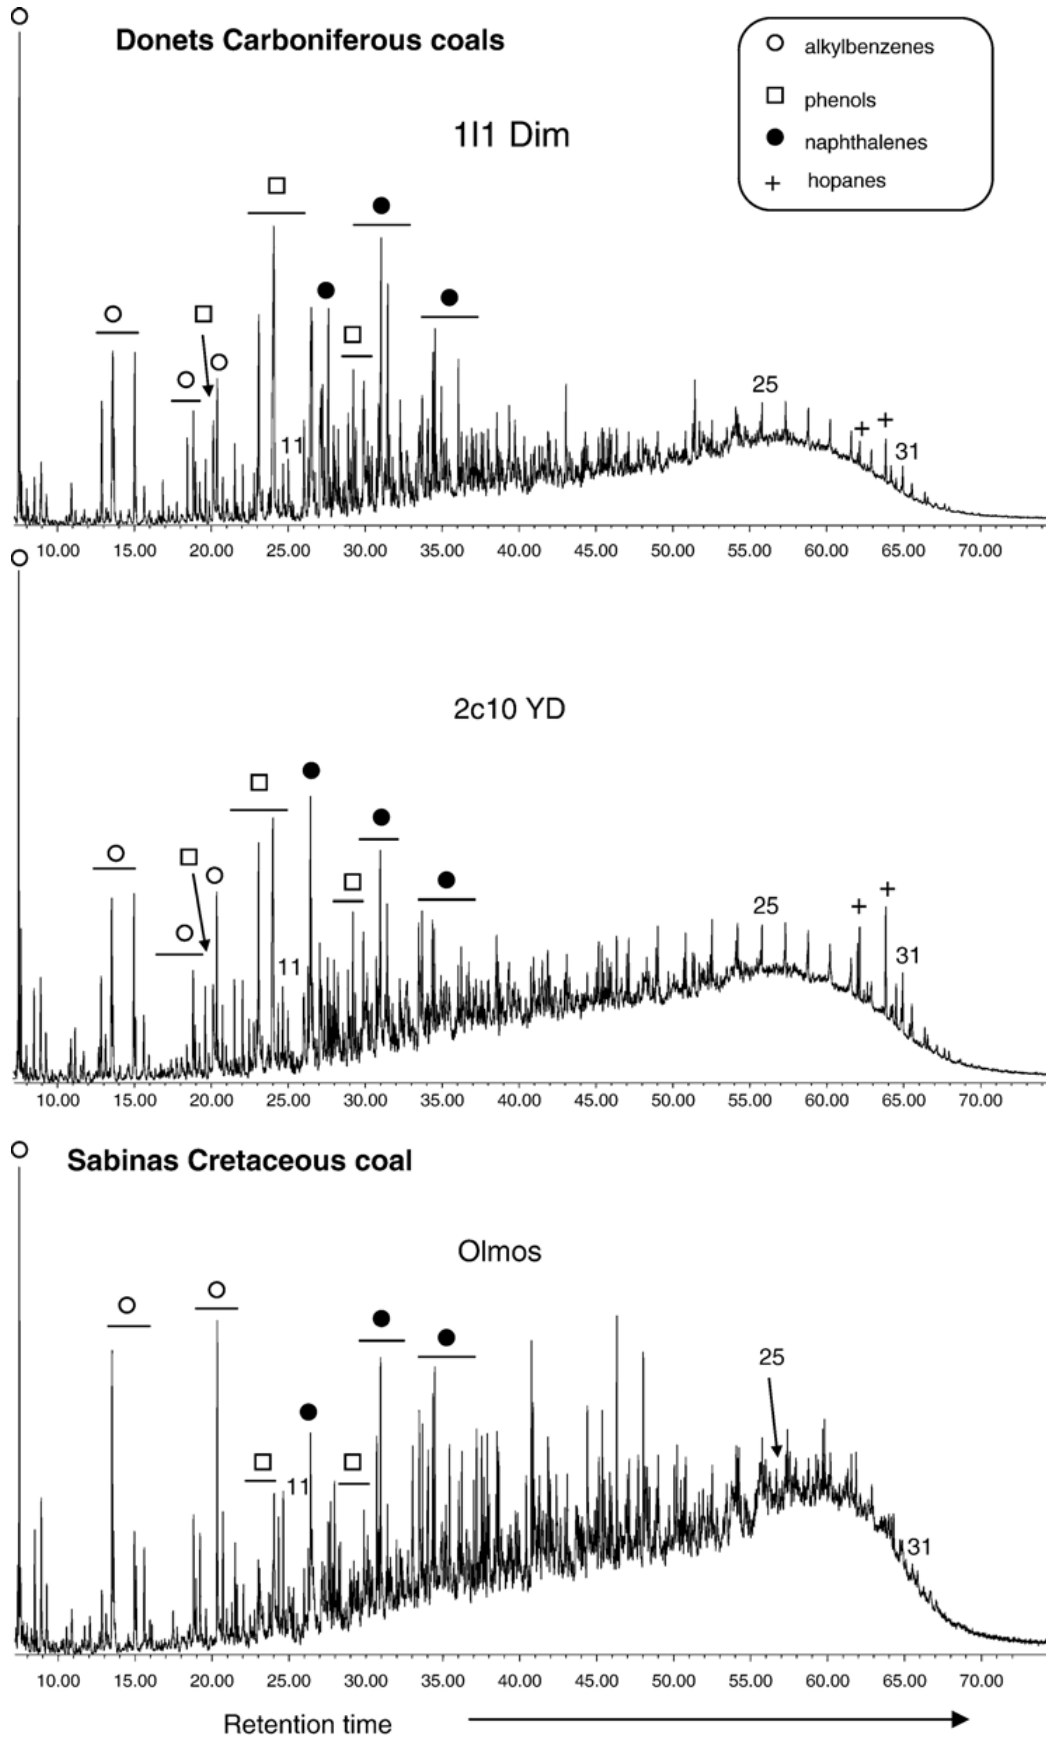 Donets Carboniferous coals
alkylbenzenes
phenols
naphthalenes
hopanes
1l1 Dim
11
25
31
10.00 15.00 20.00 25.00 30.00 35.00 40.00 45.00 50.00 55.00 60.00 65.00 70.00
2c10 YD
11
25
31
10.00 15.00 20.00 25.00 30.00 35.00 40.00 45.00 50.00 55.00 60.00 65.00 70.00
Sabinas Cretaceous coal
Olmos
11
25
31
10.00 15.00 20.00 25.00 30.00 35.00 40.00 45.00 50.00 55.00 60.00 65.00 70.00
Retention time